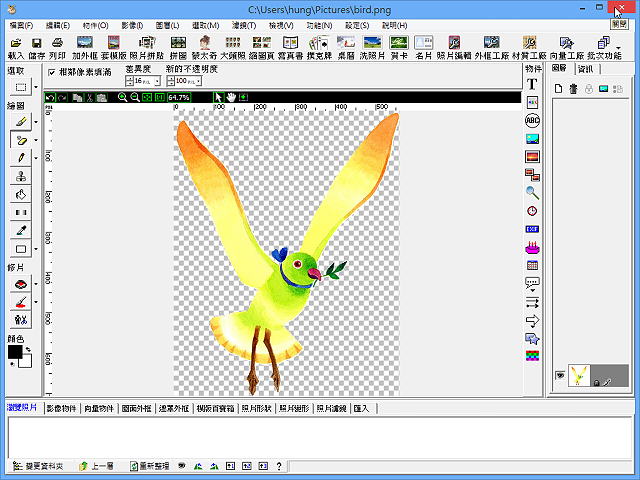 C:\Users\hung\Pictures\bird.png
關閉
檔案(F) 編輯(E) 物件(O) 影像(I) 圖層(L) 選取(M) 濾鏡(T) 檢視(V) 功能(N) 設定(S) 說明(H)
載入 儲存 列印 加外框 套模版 照片拼貼 拼圖 號太奇 大頭照 縮圖頁 寫真書 撲克牌 桌曆 洗照片 賀卡 名片 照片編輯 外框工廠 材質工廠 向量工廠 批次功能
選取 相鄰像素填滿 差異度 新的不透明度 物件 圖層 資訊
16 100
繪圖
64.7%
0 100 200 300 400 500
T
ABC
EXIF
修片
顏色
瀏覽照片 影像物件 向量物件 圖面外框 遮罩外框 模版百寶箱 照片形狀 照片變形 照片濾鏡 匯入
變更資料夾 上一層 重新整理 ?